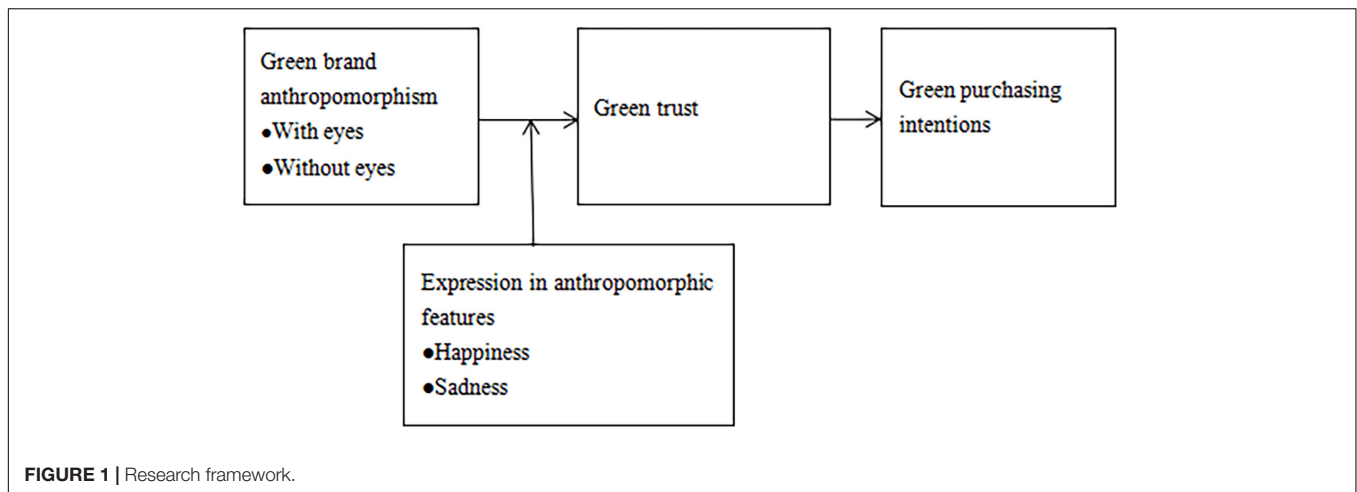 Green brand
anthropomorphism
●With eyes
●Without eyes
Green trust
Green purchasing
intentions
Expression in anthropomorphic
features
●Happiness
●Sadness
FIGURE 1 | Research framework.